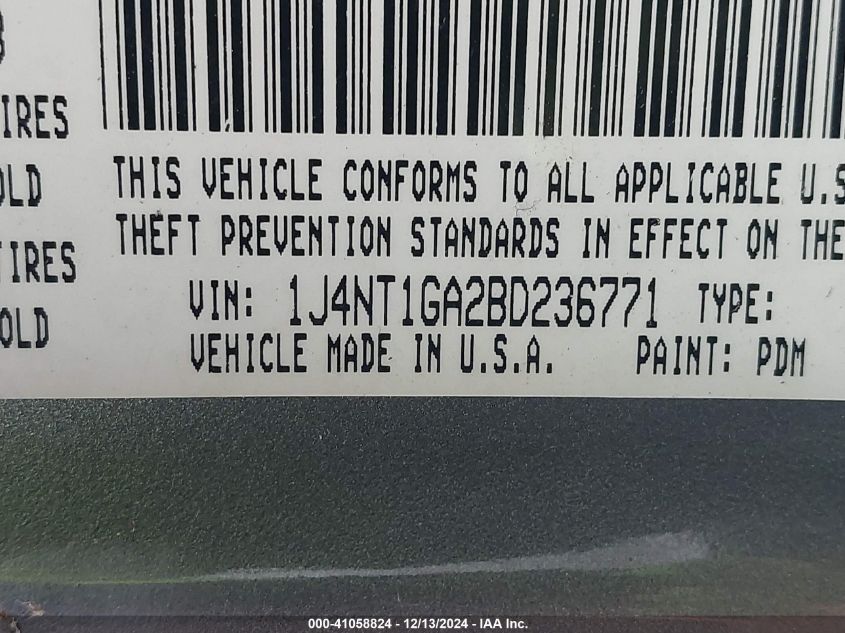 IRES
OLD
TIRES
OLD
THIS VEHICLE CONFORMS TO ALL APPLICABLE U.S
THEFT PREVENTION STANDARDS IN EFFECT ON THE
VIN: 1J4NT1GA2BD236771 TYPE:
VEHICLE MADE IN U.S.A. PAINT: PDM
000-41058824 - 12/13/2024 - IAA Inc.